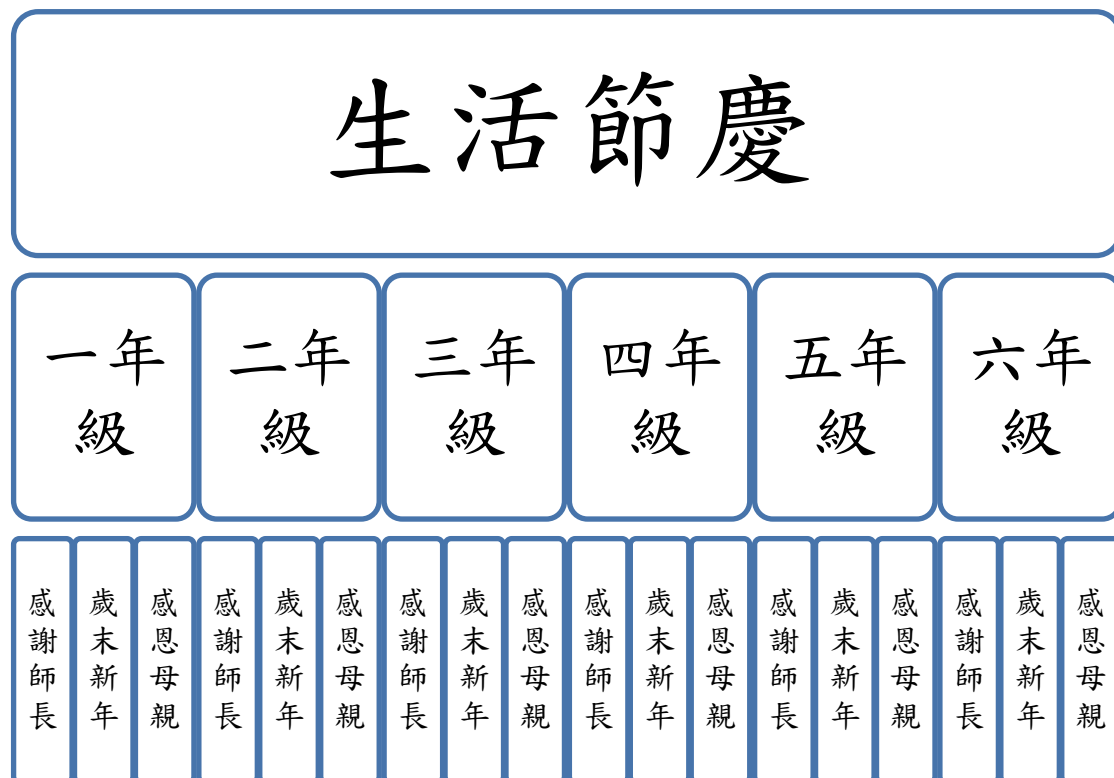 生活節慶
一年
級
二年
級
三年
級
四年
級
五年
級
六年
級
感謝師長
歲末新年
感恩母親
感謝師長
歲末新年
感恩母親
感謝師長
歲末新年
感恩母親
感謝師長
歲末新年
感恩母親
感謝師長
歲末新年
感恩母親
感謝師長
歲末新年
感恩母親